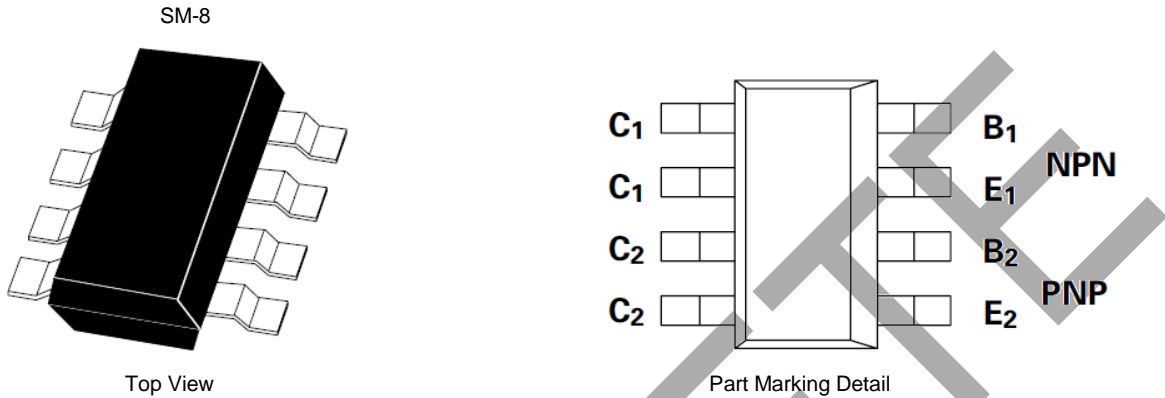 SM-8
C1 B1
NPN
C1 E1
C2 B2
PNP
C2 E2
Top View
Part Marking Detail